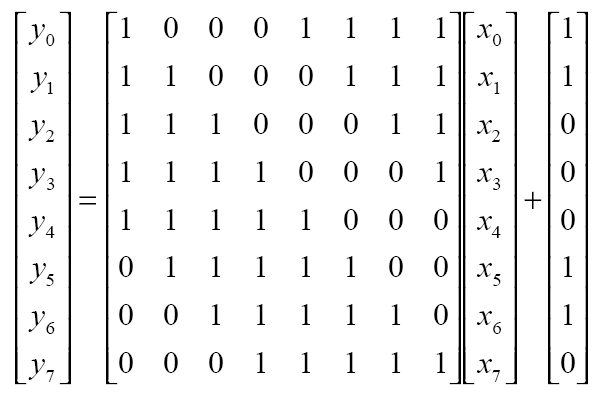 y0 1 0 0 0 1 1 1 1 x0 1
y1 1 1 0 0 0 1 1 1 x1 1
y2 1 1 1 0 0 0 1 1 x2 0
y3 1 1 1 1 0 0 0 1 x3 0
= +
y4 1 1 1 1 1 0 0 0 x4 0
y5 0 1 1 1 1 1 0 0 x5 1
y6 0 0 1 1 1 1 1 0 x6 1
y7 0 0 0 1 1 1 1 1 x7 0